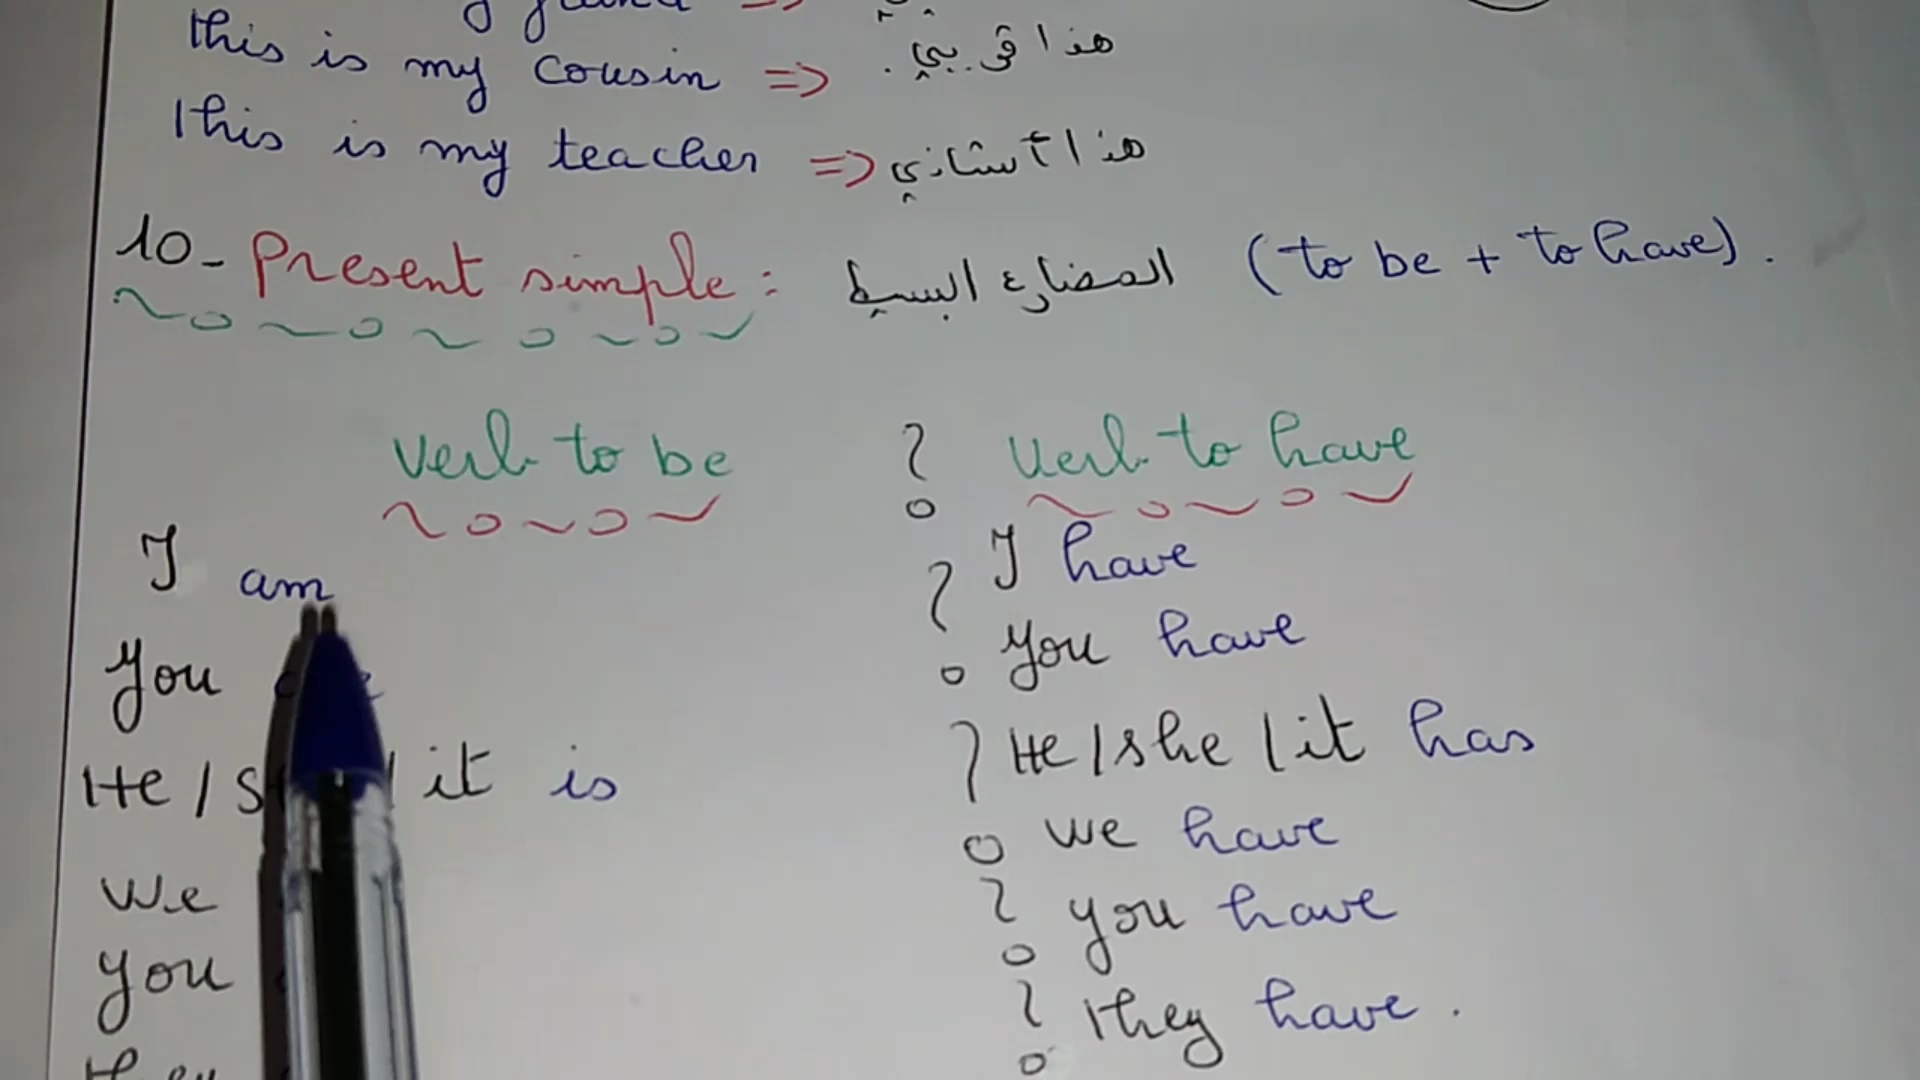 this is my cousin => هذا قريبي.
this is my teacher => هذا أستاذي
10- Present simple: المضارع البسيط (to be + to have).
Verb to be
Verb to have
I am
You
He / it is
We
You
They
I have
You have
He / she / it has
We have
you have
they have.